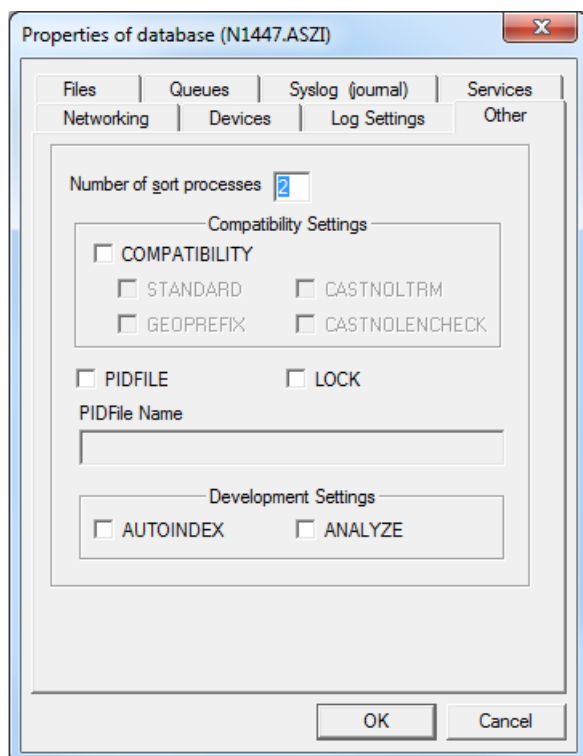 Properties of database (N1447.ASZI)
Files Queues Syslog (journal) Services
Networking Devices Log Settings Other
Number of sort processes 2
Compatibility Settings
COMPATIBILITY
STANDARD CASTNOLTRM
GEOPREFIX CASTNOLENCHECK
PIDFILE LOCK
PIDFile Name
Development Settings
AUTOINDEX ANALYZE
OK Cancel